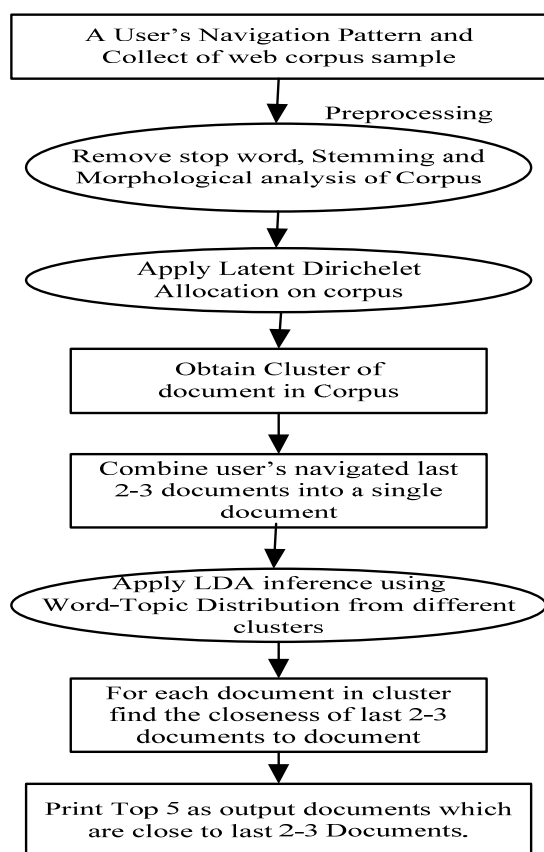 A User's Navigation Pattern and
Collect of web corpus sample
Preprocessing
Remove stop word, Stemming and
Morphological analysis of Corpus
Apply Latent Dirichelet
Allocation on corpus
Obtain Cluster of
document in Corpus
Combine user's navigated last
2-3 documents into a single
document
Apply LDA inference using
Word-Topic Distribution from different
clusters
For each document in cluster
find the closeness of last 2-3
documents to document
Print Top 5 as output documents which
are close to last 2-3 Documents.